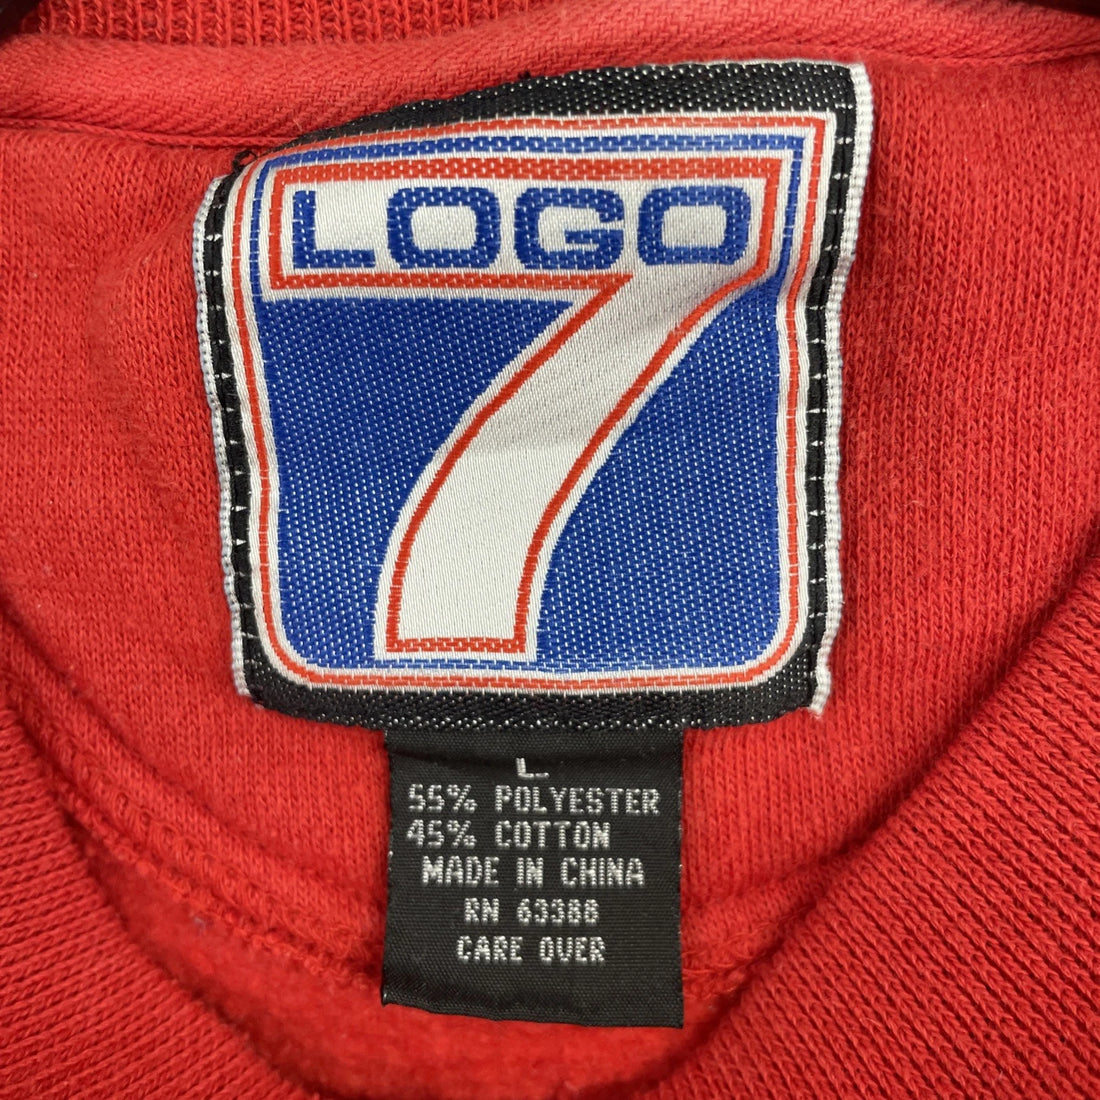 LOGO
7
L
55% POLYESTER
45% COTTON
MADE IN CHINA
RN 63388
CARE OVER